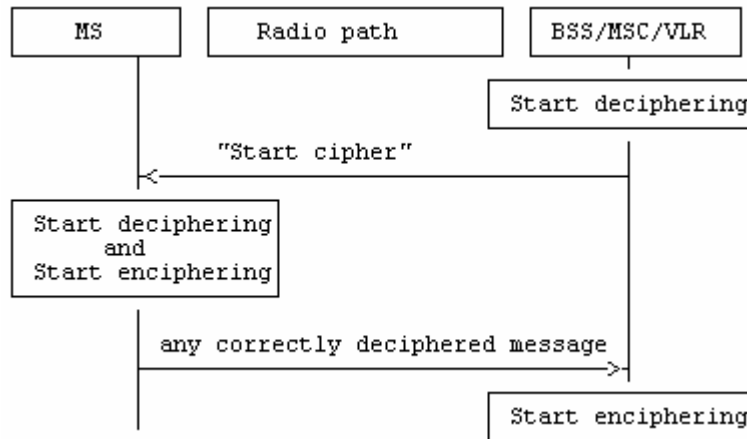 MS
Radio path
BSS/MSC/VLR
Start deciphering
"Start cipher"
Start deciphering
and
Start enciphering
any correctly deciphered message
Start enciphering